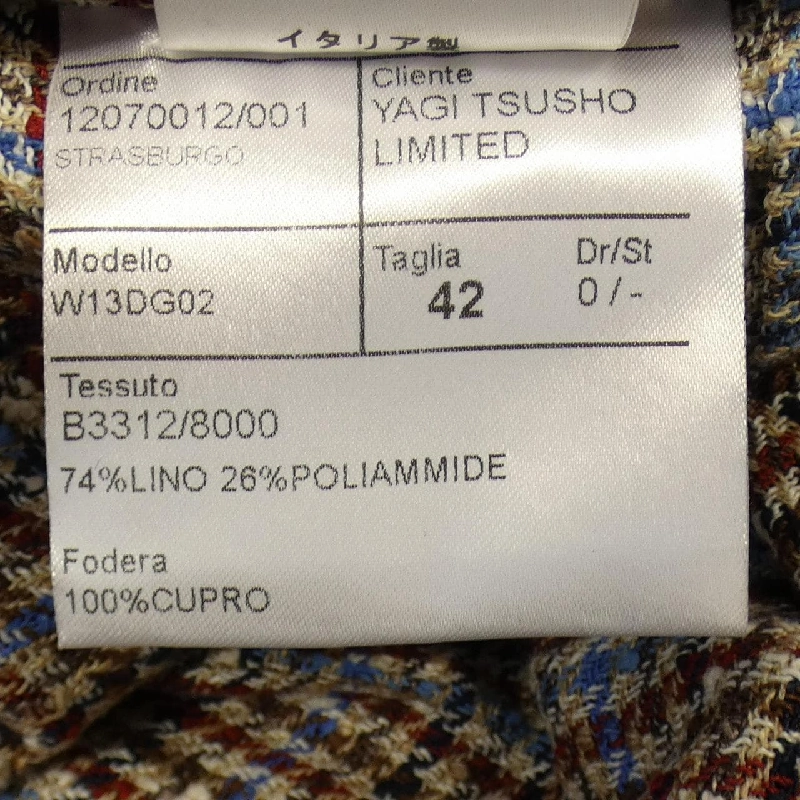 イタリア製
Ordine
12070012/001
STRASBURGO
Cliente
YAGI TSUSHO
LIMITED
Modello
W13DG02
Taglia
42
Dr/St
0 / -
Tessuto
B3312/8000
74%LINO 26%POLIAMMIDE
Fodera
100%CUPRO